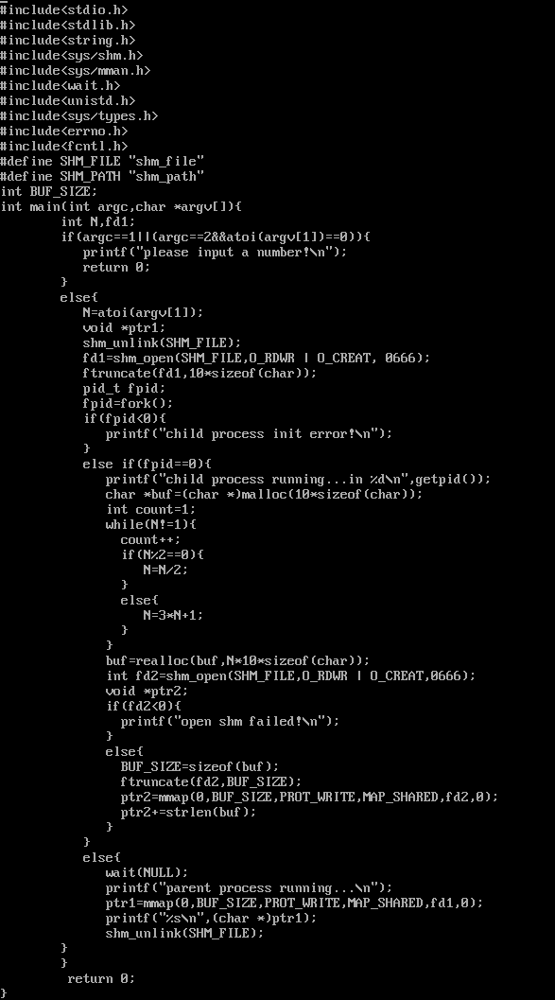 #include<stdio.h>
#include<stdlib.h>
#include<string.h>
#include<sys/shm.h>
#include<sys/mman.h>
#include<wait.h>
#include<unistd.h>
#include<sys/types.h>
#include<errno.h>
#include<fcntl.h>
#define SHM_FILE "shm_file"
#define SHM_PATH "shm_path"
int BUF_SIZE;
int main(int argc,char *argv[]){
        int N,fd1;
        if(argc==1||(argc==2&&atoi(argv[1])==0)){
           printf("please input a number!\n");
           return 0;
        }
        else{
           N=atoi(argv[1]);
           void *ptr1;
           shm_unlink(SHM_FILE);
           fd1=shm_open(SHM_FILE,O_RDWR | O_CREAT, 0666);
           ftruncate(fd1,10*sizeof(char));
           pid_t fpid;
           fpid=fork();
           if(fpid<0){
              printf("child process init error!\n");
           }
           else if(fpid==0){
              printf("child process running...in %d\n",getpid());
              char *buf=(char *)malloc(10*sizeof(char));
              int count=1;
              while(N!=1){
                count++;
                if(N%2==0){
                   N=N/2;
                }
                else{
                   N=3*N+1;
                }
              }
              buf=realloc(buf,N*10*sizeof(char));
              int fd2=shm_open(SHM_FILE,O_RDWR | O_CREAT,0666);
              void *ptr2;
              if(fd2<0){
                printf("open shm failed!\n");
              }
              else{
                BUF_SIZE=sizeof(buf);
                ftruncate(fd2,BUF_SIZE);
                ptr2=mmap(0,BUF_SIZE,PROT_WRITE,MAP_SHARED,fd2,0);
                ptr2+=strlen(buf);
              }
           }
           else{
              wait(NULL);
              printf("parent process running...\n");
              ptr1=mmap(0,BUF_SIZE,PROT_WRITE,MAP_SHARED,fd1,0);
              printf("%s\n",(char *)ptr1);
              shm_unlink(SHM_FILE);
        }
        }
         return 0;
}